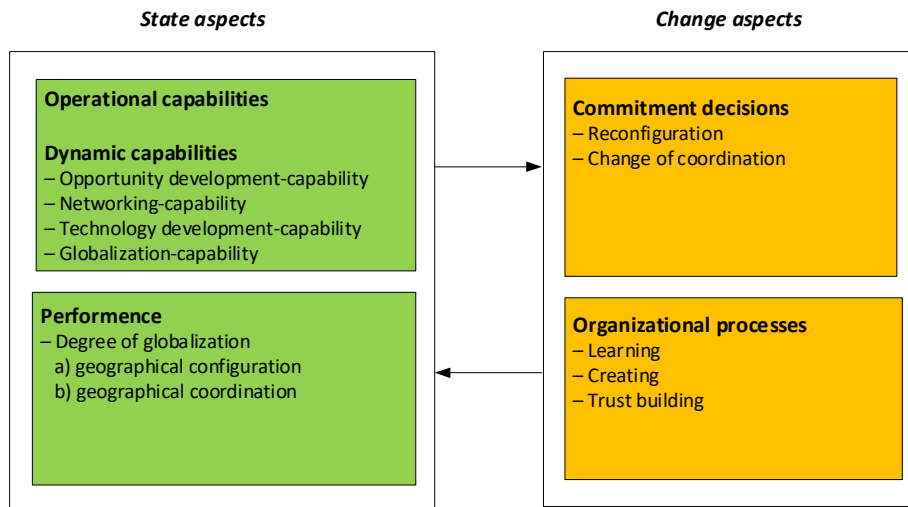 State aspects
Change aspects
Operational capabilities
Dynamic capabilities
– Opportunity development-capability
– Networking-capability
– Technology development-capability
– Globalization-capability
Performence
– Degree of globalization
a) geographical configuration
b) geographical coordination
Commitment decisions
– Reconfiguration
– Change of coordination
Organizational processes
– Learning
– Creating
– Trust building